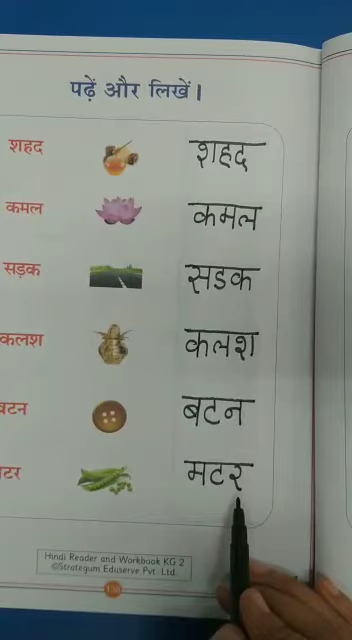 पढ़ें और लिखें।
शहद शहद
कमल कमल
सड़क सडक
कलश कलश
बटन बटन
टर मटर
Hindi Reader and Workbook KG 2
©Strategum Eduserve Pvt. Ltd.